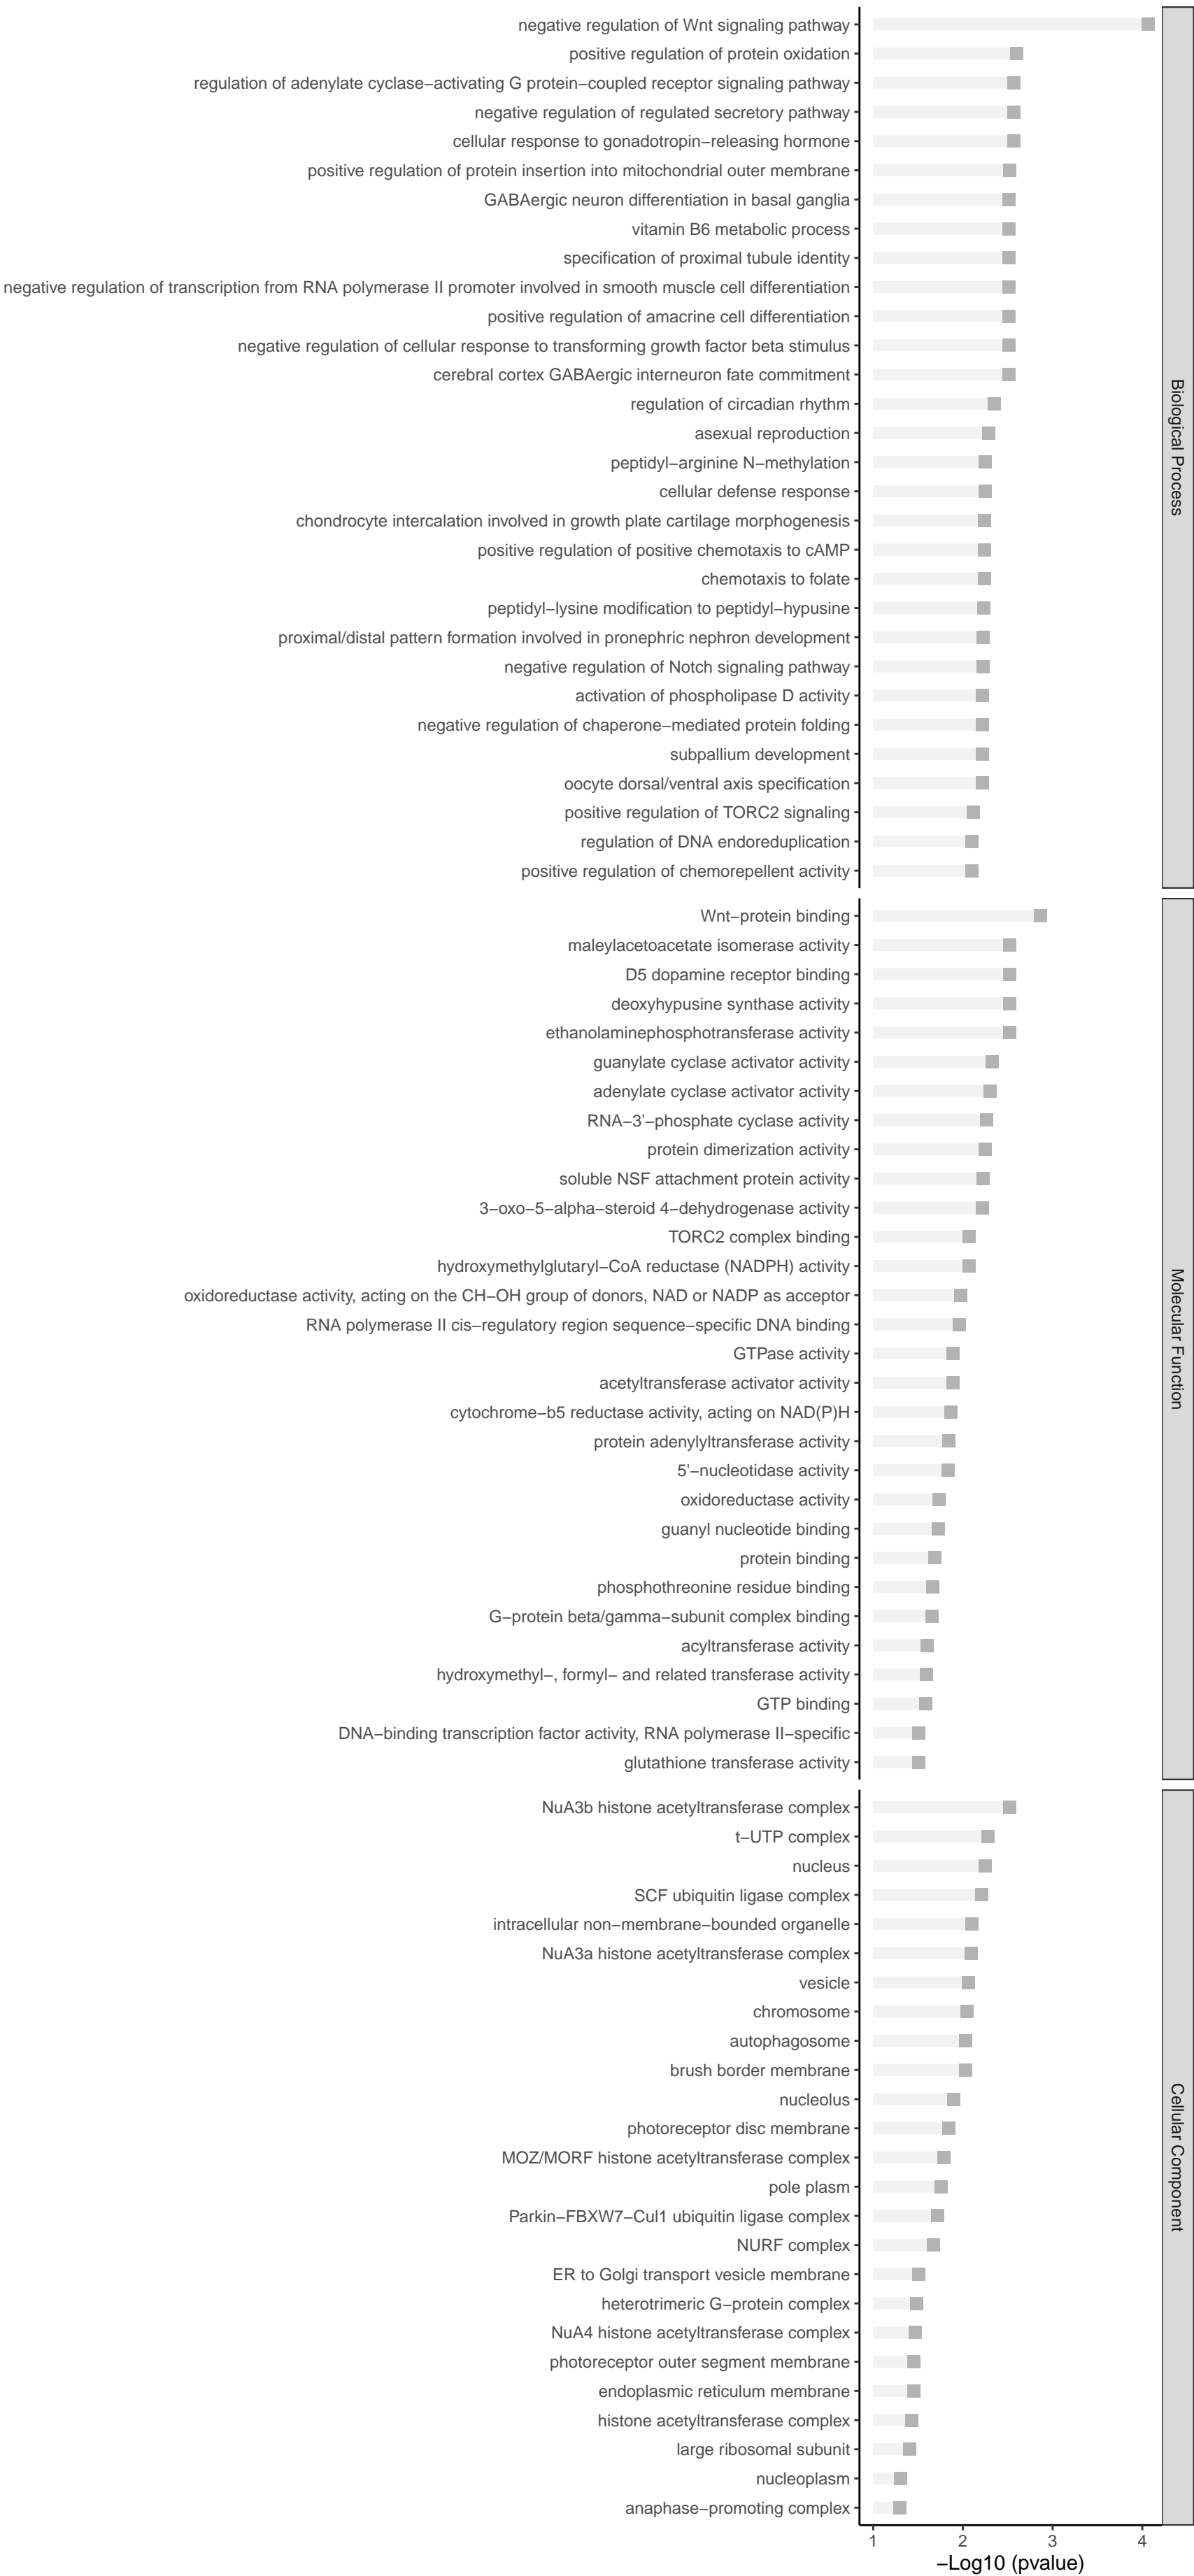 negative regulation of Wnt signaling pathway
positive regulation of protein oxidation
regulation of adenylate cyclase−activating G protein−coupled receptor signaling pathway
negative regulation of regulated secretory pathway
cellular response to gonadotropin−releasing hormone
positive regulation of protein insertion into mitochondrial outer membrane
GABAergic neuron differentiation in basal ganglia
vitamin B6 metabolic process
specification of proximal tubule identity
negative regulation of transcription from RNA polymerase II promoter involved in smooth muscle cell differentiation
positive regulation of amacrine cell differentiation
negative regulation of cellular response to transforming growth factor beta stimulus
cerebral cortex GABAergic interneuron fate commitment
regulation of circadian rhythm
asexual reproduction
peptidyl−arginine N−methylation
cellular defense response
chondrocyte intercalation involved in growth plate cartilage morphogenesis
positive regulation of positive chemotaxis to cAMP
chemotaxis to folate
peptidyl−lysine modification to peptidyl−hypusine
proximal/distal pattern formation involved in pronephric nephron development
negative regulation of Notch signaling pathway
activation of phospholipase D activity
negative regulation of chaperone−mediated protein folding
subpallium development
oocyte dorsal/ventral axis specification
positive regulation of TORC2 signaling
regulation of DNA endoreduplication
positive regulation of chemorepellent activity
Biological Process
Wnt−protein binding
maleylacetoacetate isomerase activity
D5 dopamine receptor binding
deoxyhypusine synthase activity
ethanolaminephosphotransferase activity
guanylate cyclase activator activity
adenylate cyclase activator activity
RNA−3'−phosphate cyclase activity
protein dimerization activity
soluble NSF attachment protein activity
3−oxo−5−alpha−steroid 4−dehydrogenase activity
TORC2 complex binding
hydroxymethylglutaryl−CoA reductase (NADPH) activity
oxidoreductase activity, acting on the CH−OH group of donors, NAD or NADP as acceptor
RNA polymerase II cis−regulatory region sequence−specific DNA binding
GTPase activity
acetyltransferase activator activity
cytochrome−b5 reductase activity, acting on NAD(P)H
protein adenylyltransferase activity
5'−nucleotidase activity
oxidoreductase activity
guanyl nucleotide binding
protein binding
phosphothreonine residue binding
G−protein beta/gamma−subunit complex binding
acyltransferase activity
hydroxymethyl−, formyl− and related transferase activity
GTP binding
DNA−binding transcription factor activity, RNA polymerase II−specific
glutathione transferase activity
Molecular Function
NuA3b histone acetyltransferase complex
t−UTP complex
nucleus
SCF ubiquitin ligase complex
intracellular non−membrane−bounded organelle
NuA3a histone acetyltransferase complex
vesicle
chromosome
autophagosome
brush border membrane
nucleolus
photoreceptor disc membrane
MOZ/MORF histone acetyltransferase complex
pole plasm
Parkin−FBXW7−Cul1 ubiquitin ligase complex
NURF complex
ER to Golgi transport vesicle membrane
heterotrimeric G−protein complex
NuA4 histone acetyltransferase complex
photoreceptor outer segment membrane
endoplasmic reticulum membrane
histone acetyltransferase complex
large ribosomal subunit
nucleoplasm
anaphase−promoting complex
Cellular Component
1 2 3 4
−Log10 (pvalue)